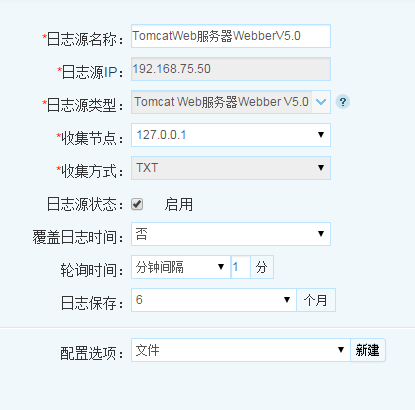 *日志源名称: TomcatWeb服务器WebberV5.0
*日志源IP: 192.168.75.50
*日志源类型: Tomcat Web服务器Webber V5.0 ?
*收集节点: 127.0.0.1
*收集方式: TXT
日志源状态: 启用
覆盖日志时间: 否
轮询时间: 分钟间隔 1 分
日志保存: 6 个月
配置选项: 文件 新建